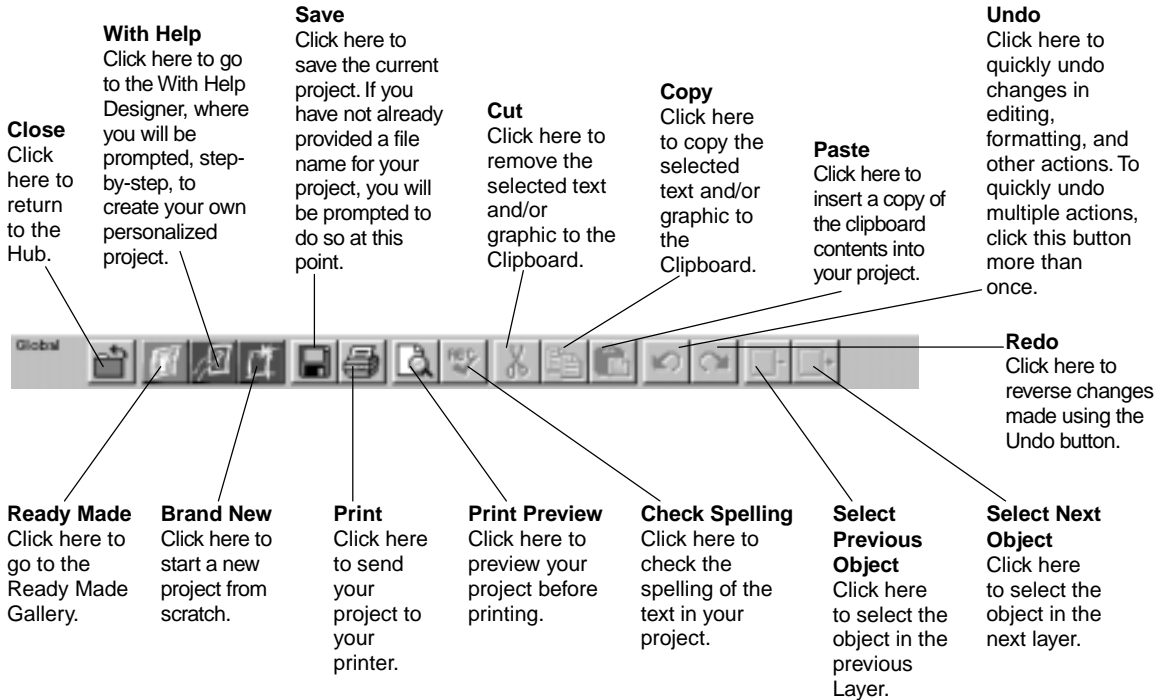 Save
Click here to
save the current
project. If you
have not already
provided a file
name for your
project, you will
be prompted to
do so at this
point.
Undo
Click here to
quickly undo
changes in
editing,
formatting, and
other actions. To
quickly undo
multiple actions,
click this button
more than
once.
With Help
Click here to go
to the With Help
Designer, where
you will be
prompted, step-
by-step, to
create your own
personalized
project.
Copy
Click here
to copy the
selected
text and/or
graphic to
the
Clipboard.
Cut
Click here to
remove the
selected text
and/or
graphic to the
Clipboard.
Close
Click
here to
return
to the
Hub.
Paste
Click here to
insert a copy of
the clipboard
contents into
your project.
Global
ABC
Redo
Click here to
reverse changes
made using the
Undo button.
Ready Made
Click here to
go to the
Ready Made
Gallery.
Brand New
Click here to
start a new
project from
scratch.
Print
Click here
to send
your
project to
your
printer.
Print Preview
Click here to
preview your
project before
printing.
Check Spelling
Click here to
check the
spelling of the
text in your
project.
Select
Previous
Object
Click here
to select the
object in the
previous
Layer.
Select Next
Object
Click here
to select the
object in the
next layer.